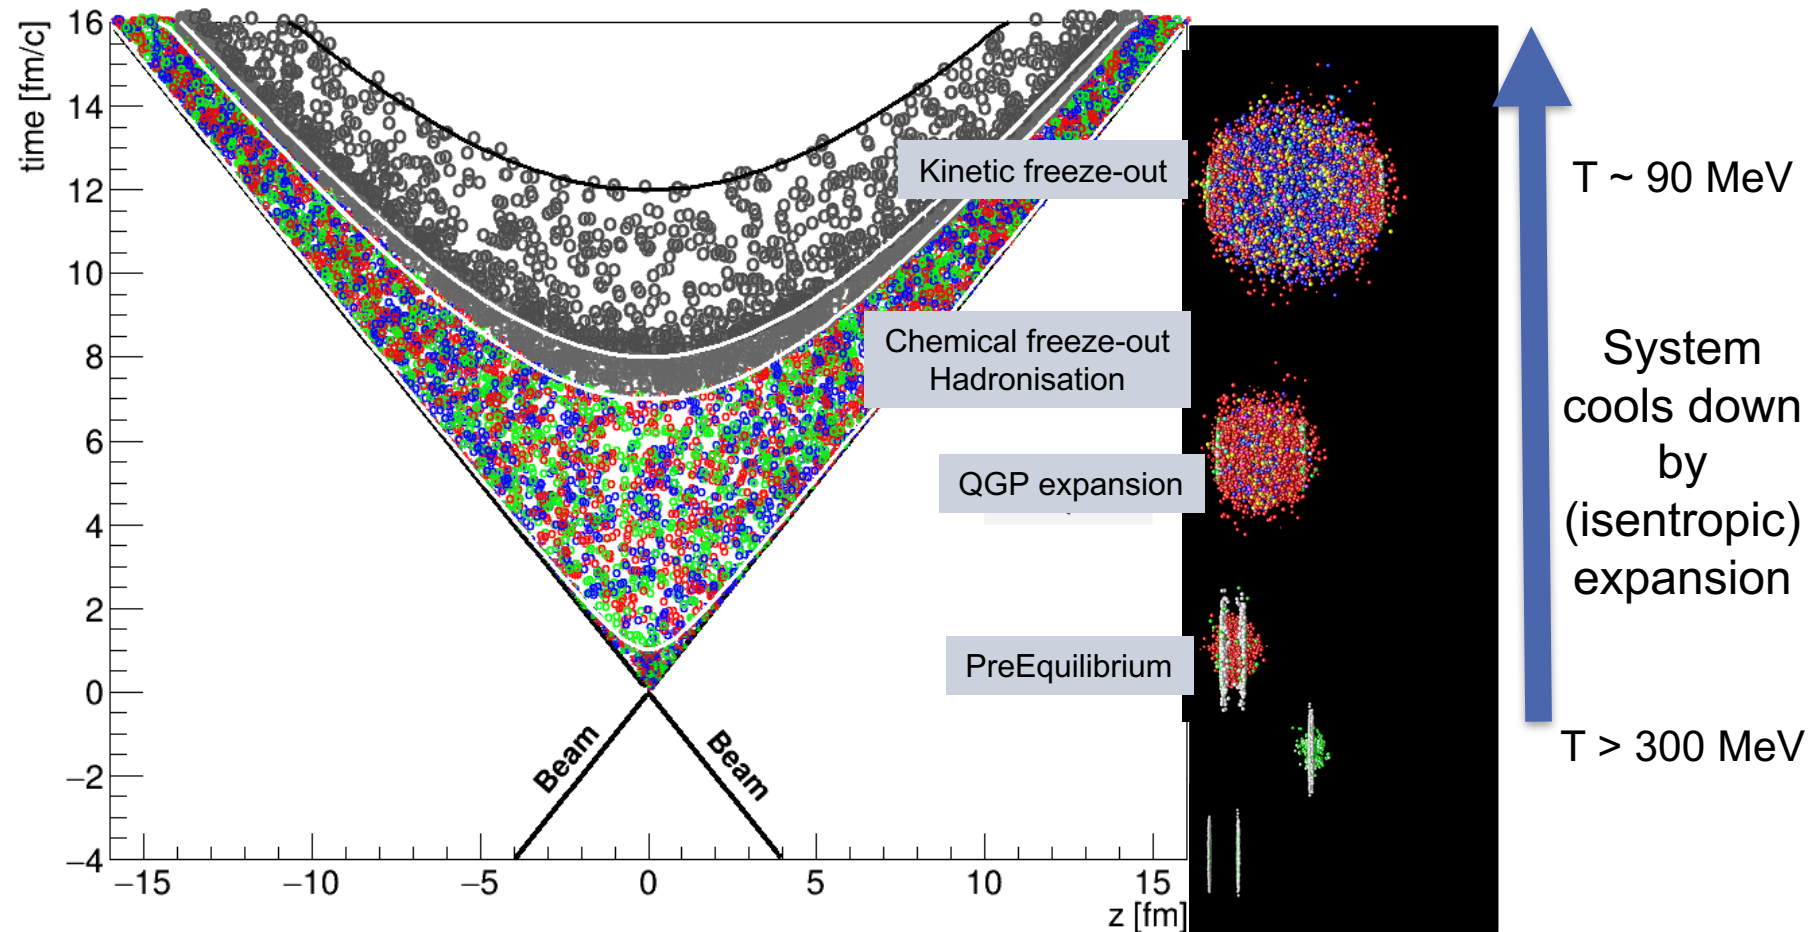 time [fm/c]
16
14
12
10
8
6
4
2
0
−2
−4
−15
−10
−5
0
5
10
15
z [fm]
Beam
Beam
Kinetic freeze-out
Chemical freeze-out
Hadronisation
QGP expansion
PreEquilibrium
T ~ 90 MeV
System
cools down
by
(isentropic)
expansion
T > 300 MeV